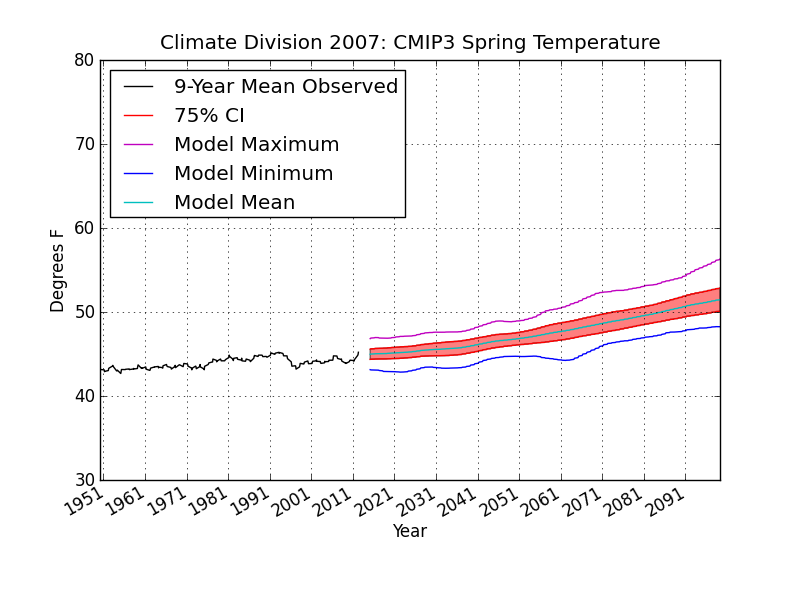 Climate Division 2007: CMIP3 Spring Temperature
80
70
60
50
40
30
Degrees F
9-Year Mean Observed
75% CI
Model Maximum
Model Minimum
Model Mean
1951 1961 1971 1981 1991 2001 2011 2021 2031 2041 2051 2061 2071 2081 2091
Year